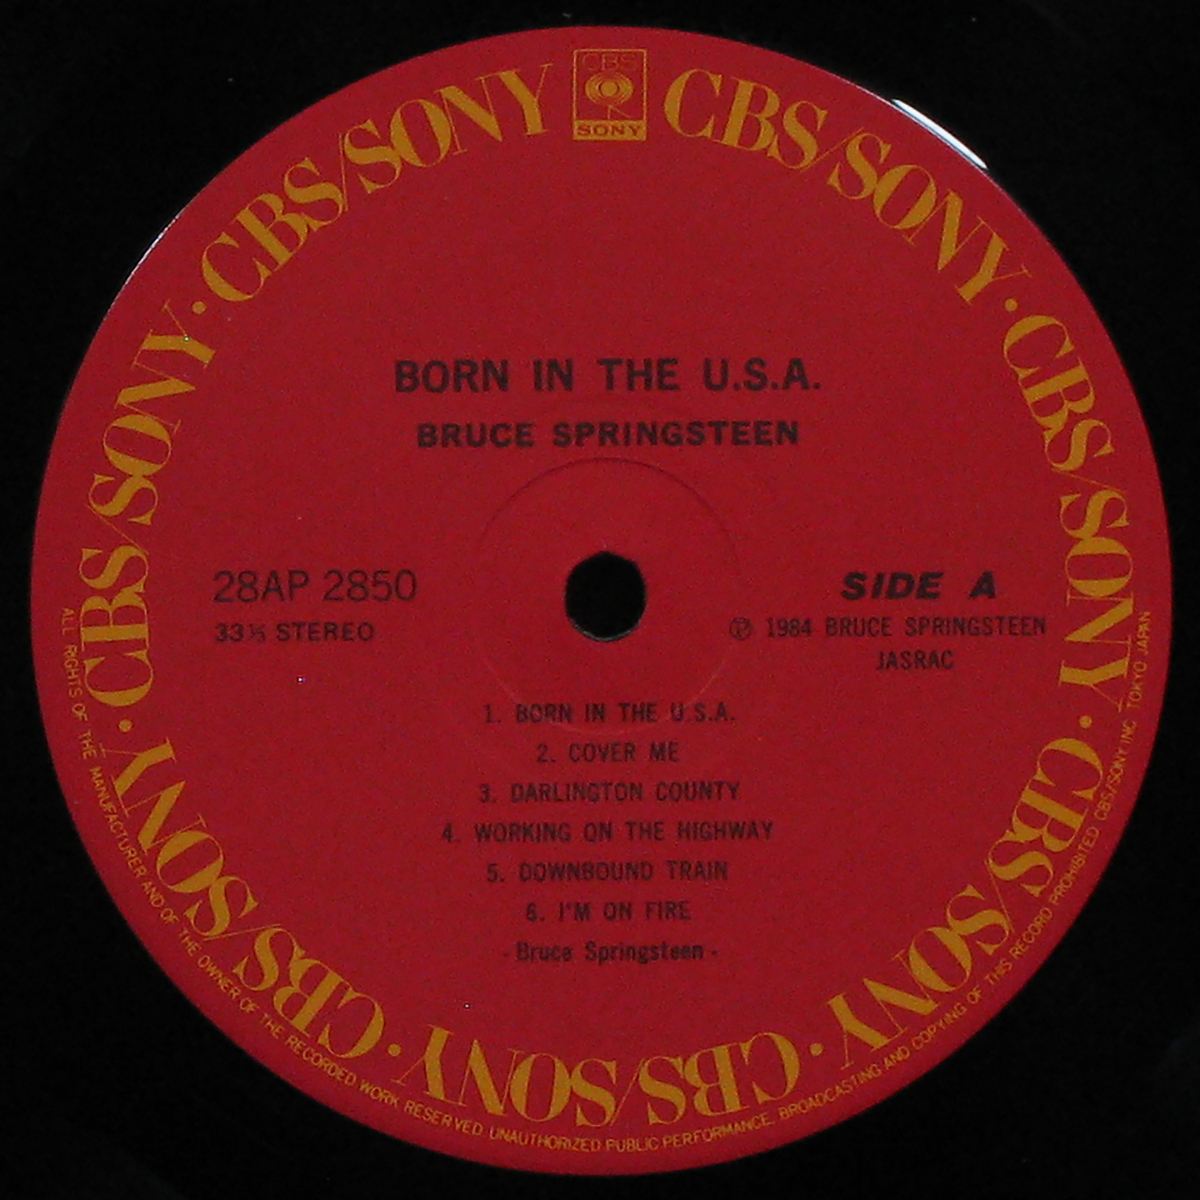 CBS
SONY
CBS/SONY · CBS/SONY · CBS/SONY · CBS/SONY · CBS/SONY · CBS/SONY · CBS/SONY · CBS/SONY · CBS/SONY
BORN IN THE U.S.A.
BRUCE SPRINGSTEEN
28AP 2850
33⅓ STEREO
SIDE A
℗ 1984 BRUCE SPRINGSTEEN
JASRAC
1. BORN IN THE U.S.A.
2. COVER ME
3. DARLINGTON COUNTY
4. WORKING ON THE HIGHWAY
5. DOWNBOUND TRAIN
6. I'M ON FIRE
- Bruce Springsteen -
ALL RIGHTS OF THE MANUFACTURER AND OF THE OWNER OF THE RECORDED WORK RESERVED. UNAUTHORIZED PUBLIC PERFORMANCE, BROADCASTING AND COPYING OF THIS RECORD PROHIBITED CBS/SONY INC. TOKYO JAPAN